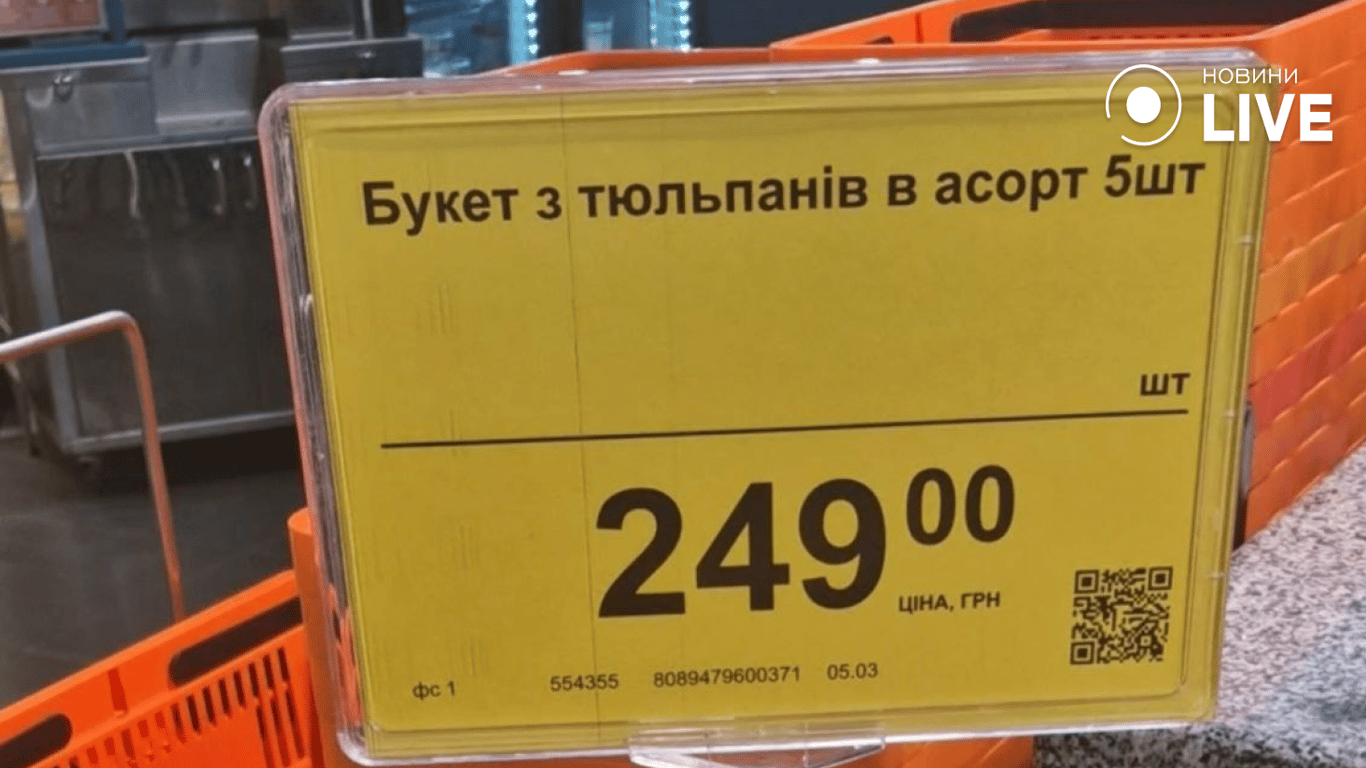 НОВИНИ
LIVE
Букет з тюльпанів в асорт 5шт
шт
249 00
ЦІНА, ГРН
фс 1 554355 8089479600371 05.03